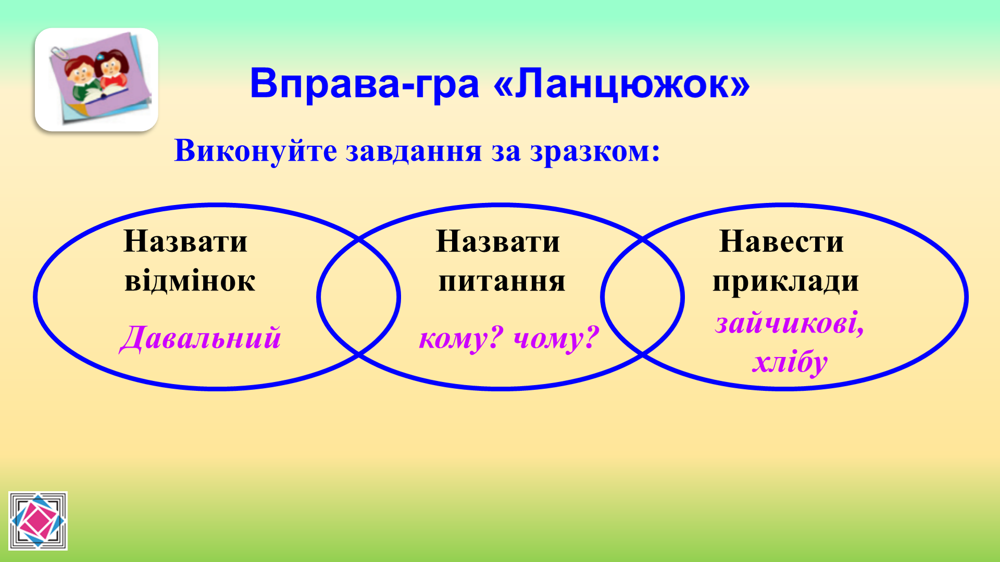 Вправа-гра «Ланцюжок»
Виконуйте завдання за зразком:
Назвати
відмінок
Давальний
Назвати
питання
кому? чому?
Навести
приклади
зайчикові,
хлібу